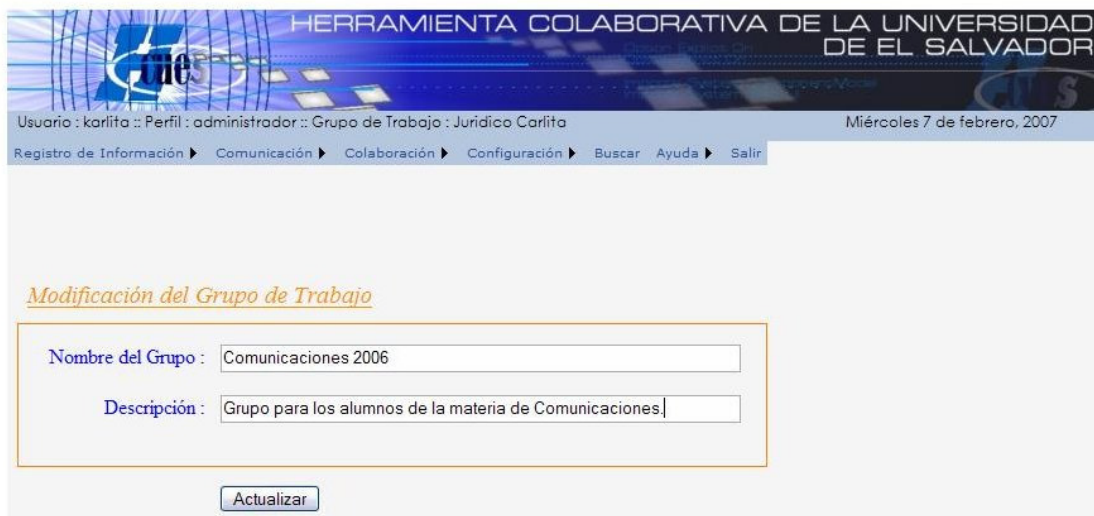 HERRAMIENTA COLABORATIVA DE LA UNIVERSIDAD
DE EL SALVADOR
cues
Usuario : karlita :: Perfil : administrador :: Grupo de Trabajo : Juridico Carlita
Miércoles 7 de febrero, 2007
Registro de Información Comunicación Colaboración Configuración Buscar Ayuda Salir
Modificación del Grupo de Trabajo
Nombre del Grupo : Comunicaciones 2006
Descripción : Grupo para los alumnos de la materia de Comunicaciones.
Actualizar